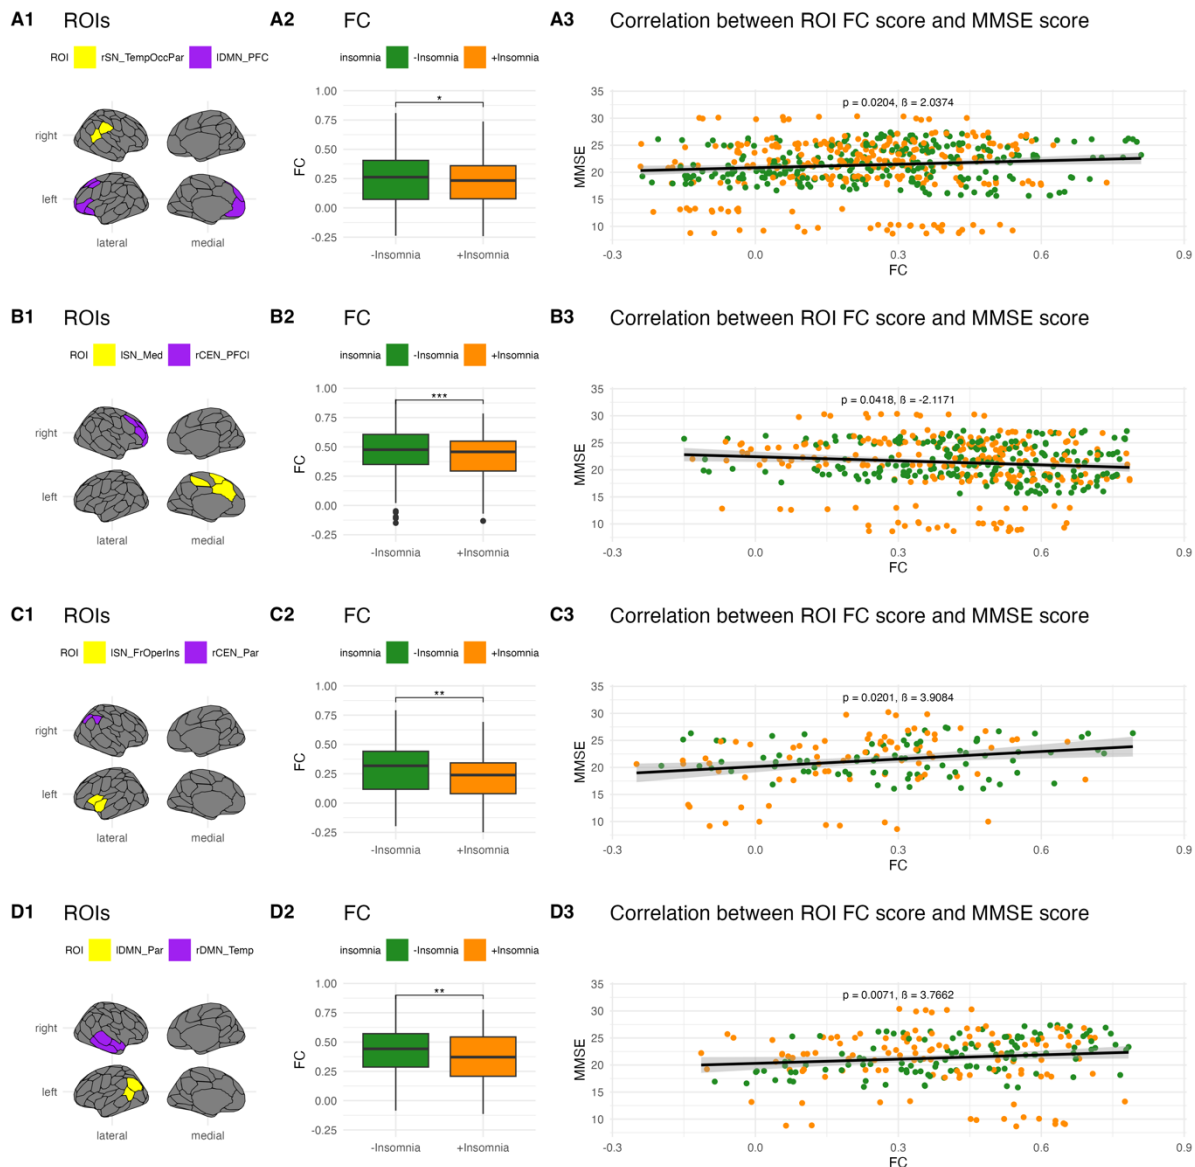 A1 ROIs
ROI rSN_TempOccPar lDMN_PFC
right
left
lateral medial
A2 FC
insomnia -Insomnia +Insomnia
*
1.00
0.75
0.50
0.25
0.00
-0.25
FC
-Insomnia +Insomnia
A3 Correlation between ROI FC score and MMSE score
p = 0.0204, ß = 2.0374
35
30
25
20
15
10
MMSE
-0.3 0.0 0.3 0.6 0.9
FC
B1 ROIs
ROI lSN_Med rCEN_PFCl
right
left
lateral medial
B2 FC
insomnia -Insomnia +Insomnia
***
1.00
0.75
0.50
0.25
0.00
-0.25
FC
-Insomnia +Insomnia
B3 Correlation between ROI FC score and MMSE score
p = 0.0418, ß = -2.1171
35
30
25
20
15
10
MMSE
-0.3 0.0 0.3 0.6 0.9
FC
C1 ROIs
ROI lSN_FrOperIns rCEN_Par
right
left
lateral medial
C2 FC
insomnia -Insomnia +Insomnia
**
1.00
0.75
0.50
0.25
0.00
-0.25
FC
-Insomnia +Insomnia
C3 Correlation between ROI FC score and MMSE score
p = 0.0201, ß = 3.9084
35
30
25
20
15
10
MMSE
-0.3 0.0 0.3 0.6 0.9
FC
D1 ROIs
ROI lDMN_Par rDMN_Temp
right
left
lateral medial
D2 FC
insomnia -Insomnia +Insomnia
**
1.00
0.75
0.50
0.25
0.00
-0.25
FC
-Insomnia +Insomnia
D3 Correlation between ROI FC score and MMSE score
p = 0.0071, ß = 3.7662
35
30
25
20
15
10
MMSE
-0.3 0.0 0.3 0.6 0.9
FC